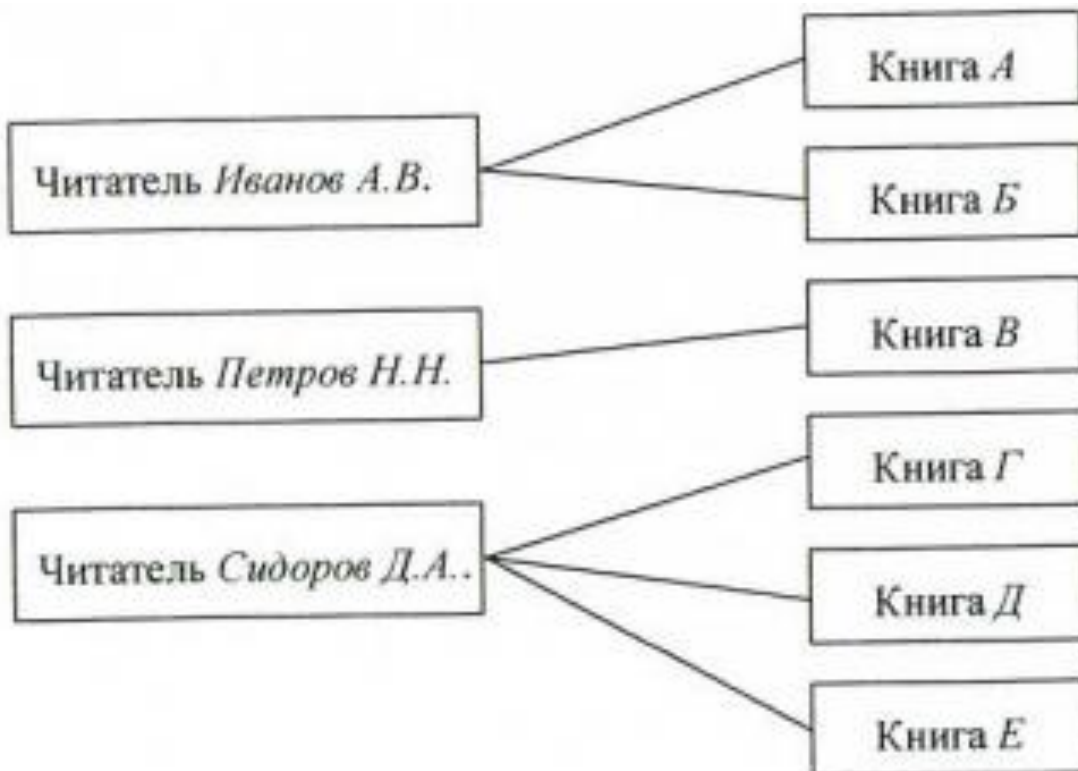 Книга А
Читатель Иванов А.В.
Книга Б
Книга В
Читатель Петров Н.Н.
Книга Г
Читатель Сидоров Д.А..
Книга Д
Книга Е